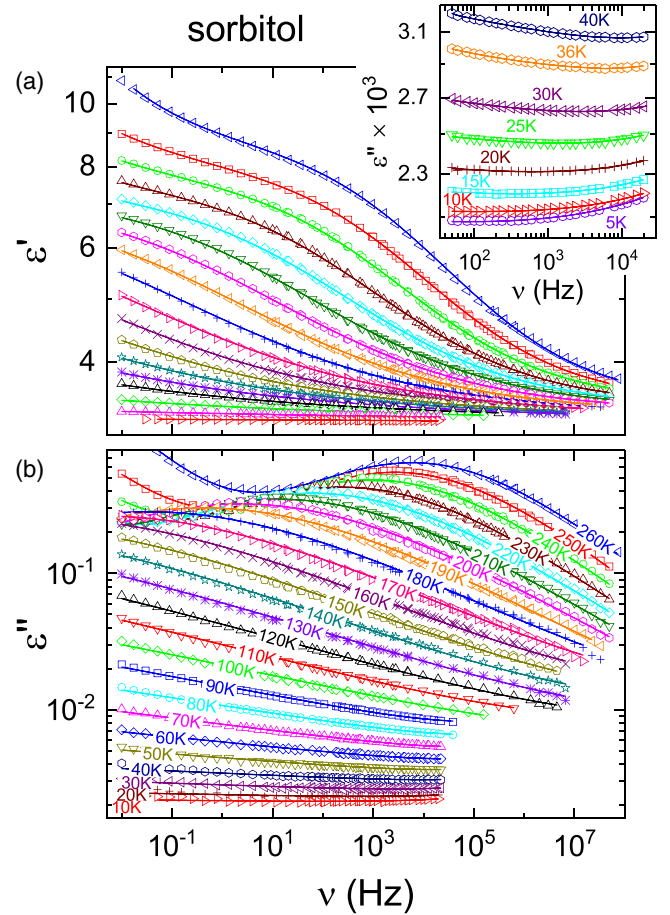 sorbitol
(a)
ε'
10
8
6
4
ε'' × 10³
3.1
2.7
2.3
40K
36K
30K
25K
20K
15K
10K
5K
10² 10³ 10⁴
ν (Hz)
(b)
ε''
10⁻¹
10⁻²
260K
250K
240K
230K
220K
210K
200K
190K
180K
170K
160K
150K
140K
130K
120K
110K
100K
90K
80K
70K
60K
50K
40K
30K
20K
10K
10⁻¹ 10¹ 10³ 10⁵ 10⁷
ν (Hz)